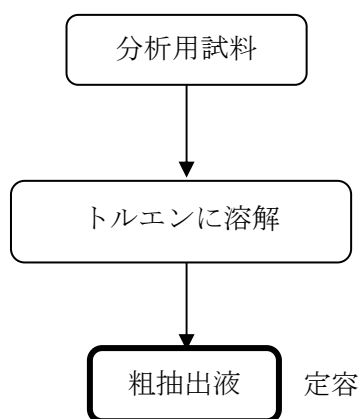 分析用試料
トルエンに溶解
粗抽出液 定容